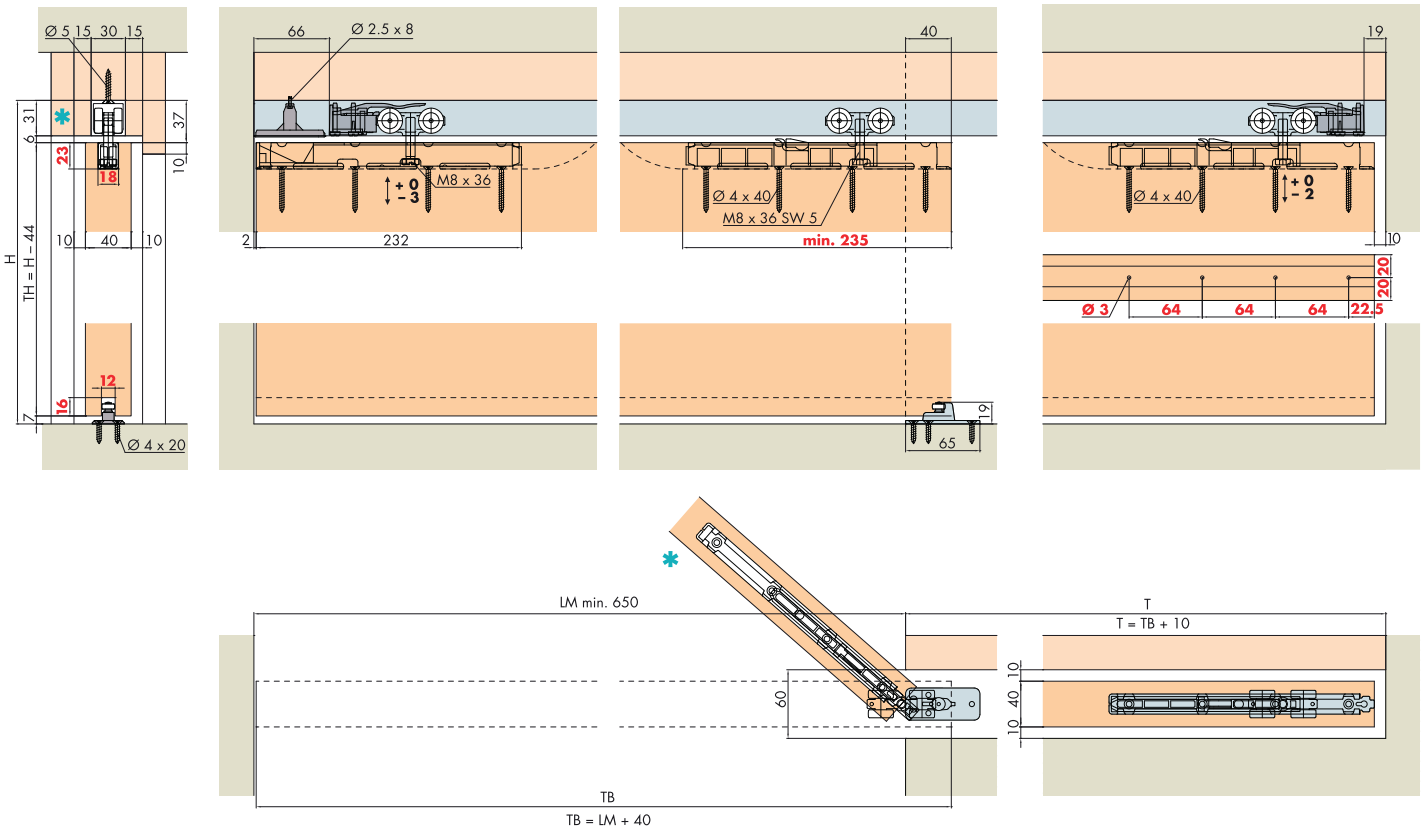 Ø 5
15
30
15
*
31
37
6
23
18
10
10
40
10
H
TH = H – 44
12
16
7
Ø 4 x 20
66
Ø 2.5 x 8
+ 0
– 3
M8 x 36
2
232
40
Ø 4 x 40
M8 x 36 SW 5
min. 235
19
65
19
Ø 4 x 40
+ 0
– 2
10
20
20
Ø 3
64
64
64
22.5
*
LM min. 650
T
T = TB + 10
60
10
40
10
TB
TB = LM + 40